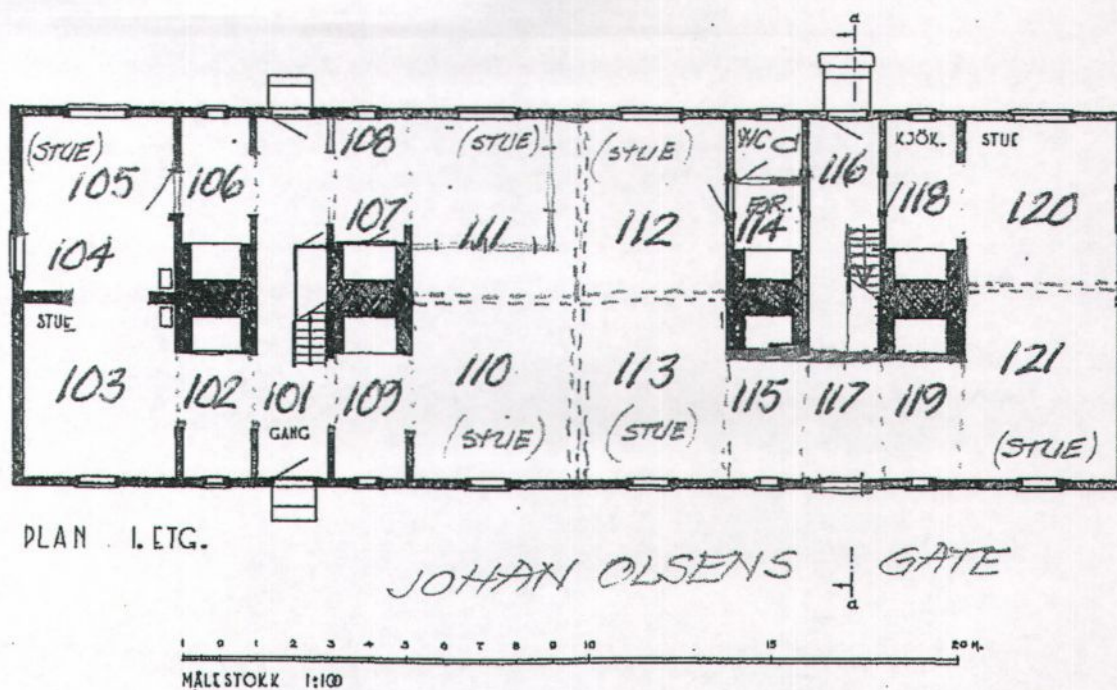 a
108
(STUE)
(STUE)
WC
KJÖK.
STUE
(STUE)
105
106
116
107
FOR.
118
120
104
111
112
114
STUE
103
102
101
109
110
113
115
117
119
121
GANG
(STUE)
(STUE)
(STUE)
PLAN I. ETG.
JOHAN OLSENS GATE
a
1 0 1 2 3 4 5 6 7 8 9 10 15 20 M.
MÅLESTOKK 1:100